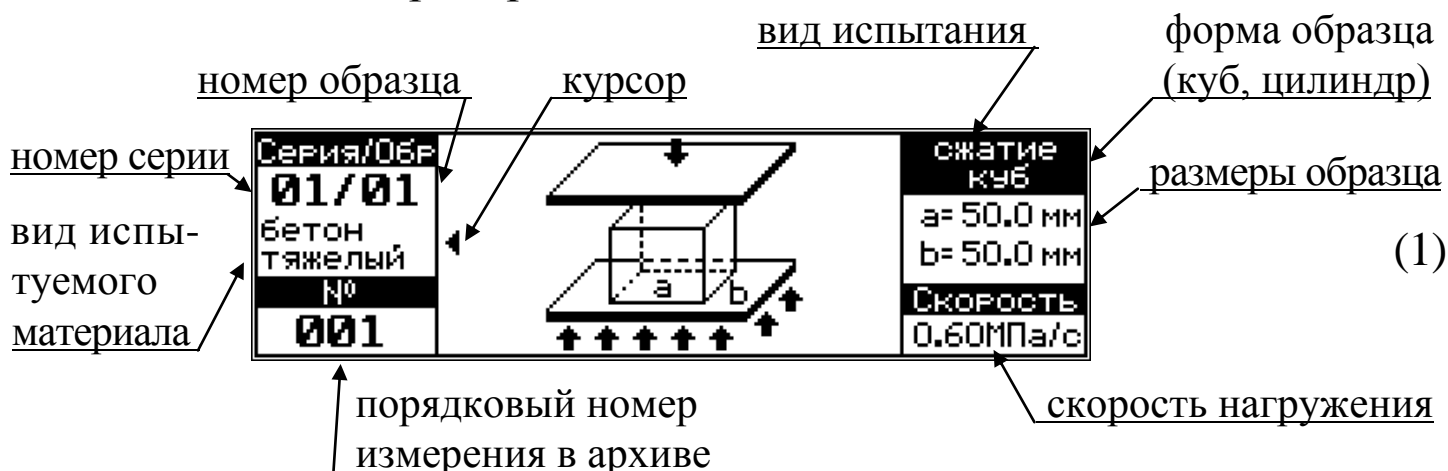 вид испытания
форма образца
(куб, цилиндр)
номер образца
курсор
номер серии
Серия/Обр
01/01
бетон
тяжелый
№
001
a
b
сжатие
куб
a= 50.0 мм
b= 50.0 мм
Скорость
0.60МПа/с
размеры образца
вид испы-
туемого
материала
(1)
порядковый номер
измерения в архиве
скорость нагружения